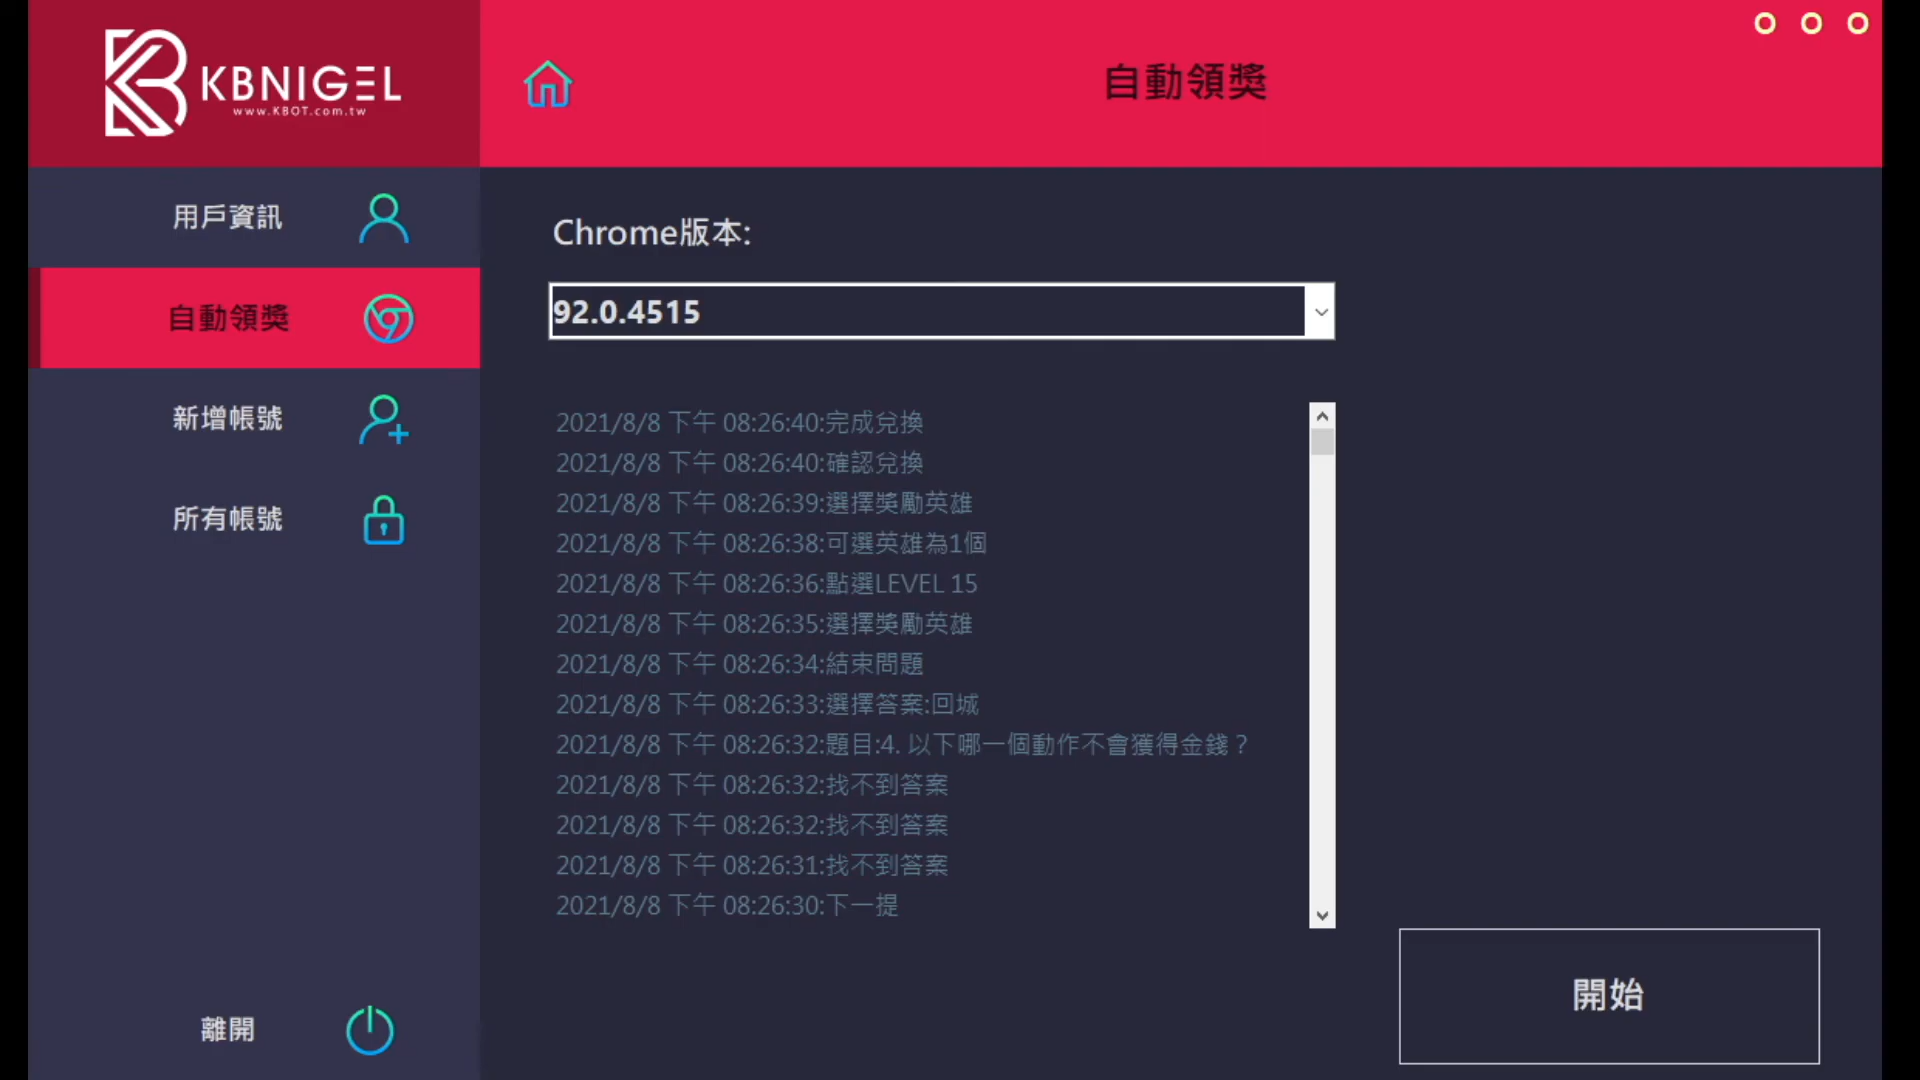 KBNIGEL
www.KBOT.com.tw
自動領獎
用戶資訊
自動領獎
新增帳號
所有帳號
離開
Chrome版本:
92.0.4515
2021/8/8 下午 08:26:40:完成兌換
2021/8/8 下午 08:26:40:確認兌換
2021/8/8 下午 08:26:39:選擇獎勵英雄
2021/8/8 下午 08:26:38:可選英雄為1個
2021/8/8 下午 08:26:36:點選LEVEL 15
2021/8/8 下午 08:26:35:選擇獎勵英雄
2021/8/8 下午 08:26:34:結束問題
2021/8/8 下午 08:26:33:選擇答案:回城
2021/8/8 下午 08:26:32:題目:4. 以下哪一個動作不會獲得金錢？
2021/8/8 下午 08:26:32:找不到答案
2021/8/8 下午 08:26:32:找不到答案
2021/8/8 下午 08:26:31:找不到答案
2021/8/8 下午 08:26:30:下一提
開始